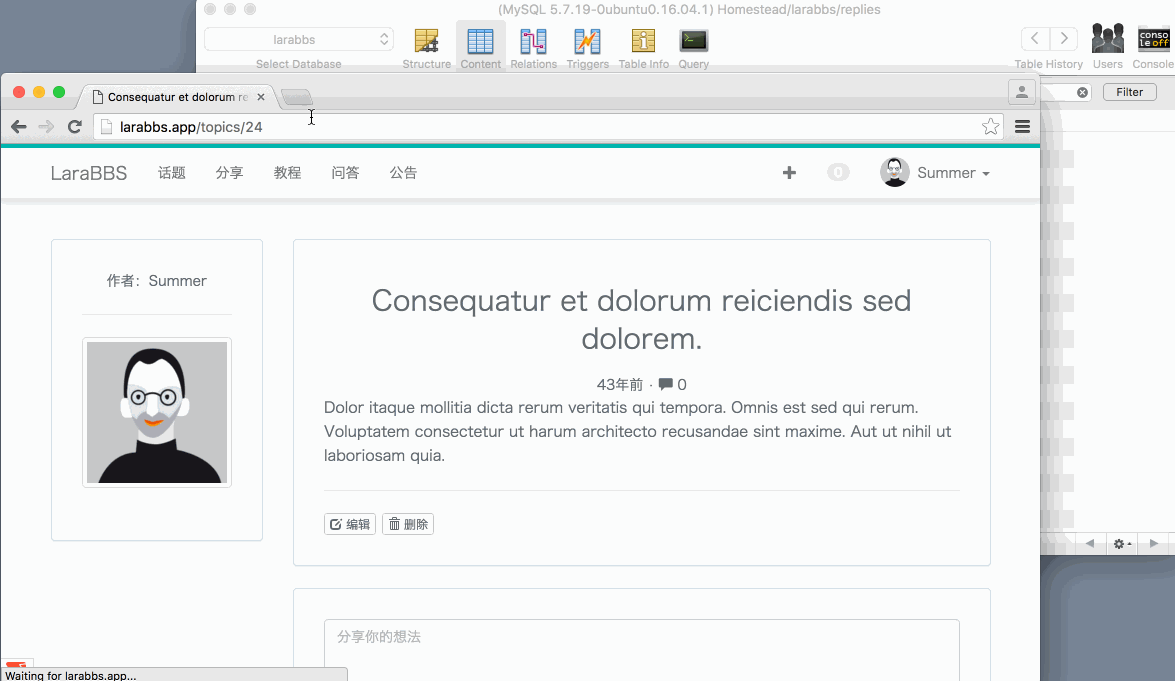 (MySQL 5.7.19-0ubuntu0.16.04.1) Homestead/larabbs/replies
larabbs
Select Database
Structure
Content
Relations
Triggers
Table Info
Query
Table History
Users
Console
conso
le off
Filter
Consequatur et dolorum re
larabbs.app/topics/24
LaraBBS
话题
分享
教程
问答
公告
0
Summer
作者：Summer
Consequatur et dolorum reiciendis sed
dolorem.
43年前 · 0
Dolor itaque mollitia dicta rerum veritatis qui tempora. Omnis est sed qui rerum.
Voluptatem consectetur ut harum architecto recusandae sint maxime. Aut ut nihil ut
laboriosam quia.
编辑
删除
分享你的想法
Waiting for larabbs.app...